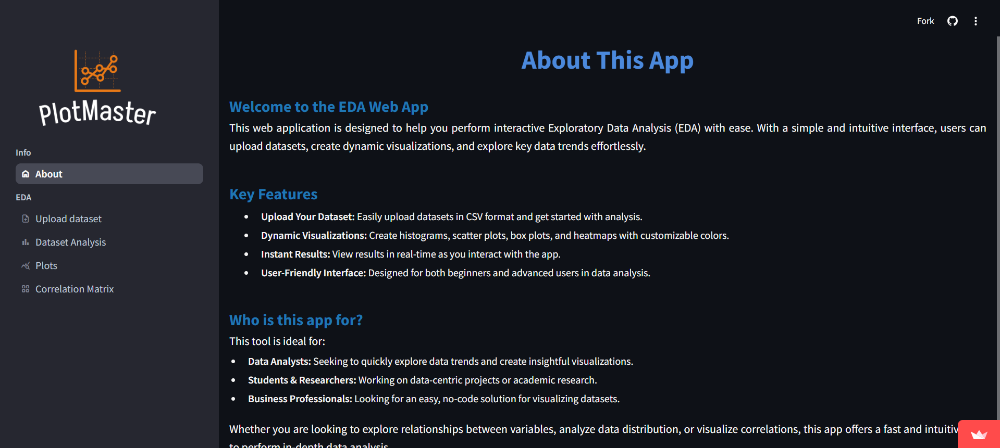 Fork
PlotMaster
Info
About
EDA
Upload dataset
Dataset Analysis
Plots
Correlation Matrix
About This App
Welcome to the EDA Web App
This web application is designed to help you perform interactive Exploratory Data Analysis (EDA) with ease. With a simple and intuitive interface, users can
upload datasets, create dynamic visualizations, and explore key data trends effortlessly.
Key Features
• Upload Your Dataset: Easily upload datasets in CSV format and get started with analysis.
• Dynamic Visualizations: Create histograms, scatter plots, box plots, and heatmaps with customizable colors.
• Instant Results: View results in real-time as you interact with the app.
• User-Friendly Interface: Designed for both beginners and advanced users in data analysis.
Who is this app for?
This tool is ideal for:
• Data Analysts: Seeking to quickly explore data trends and create insightful visualizations.
• Students & Researchers: Working on data-centric projects or academic research.
• Business Professionals: Looking for an easy, no-code solution for visualizing datasets.
Whether you are looking to explore relationships between variables, analyze data distribution, or visualize correlations, this app offers a fast and intuitiv
to perform in-depth data analysis.